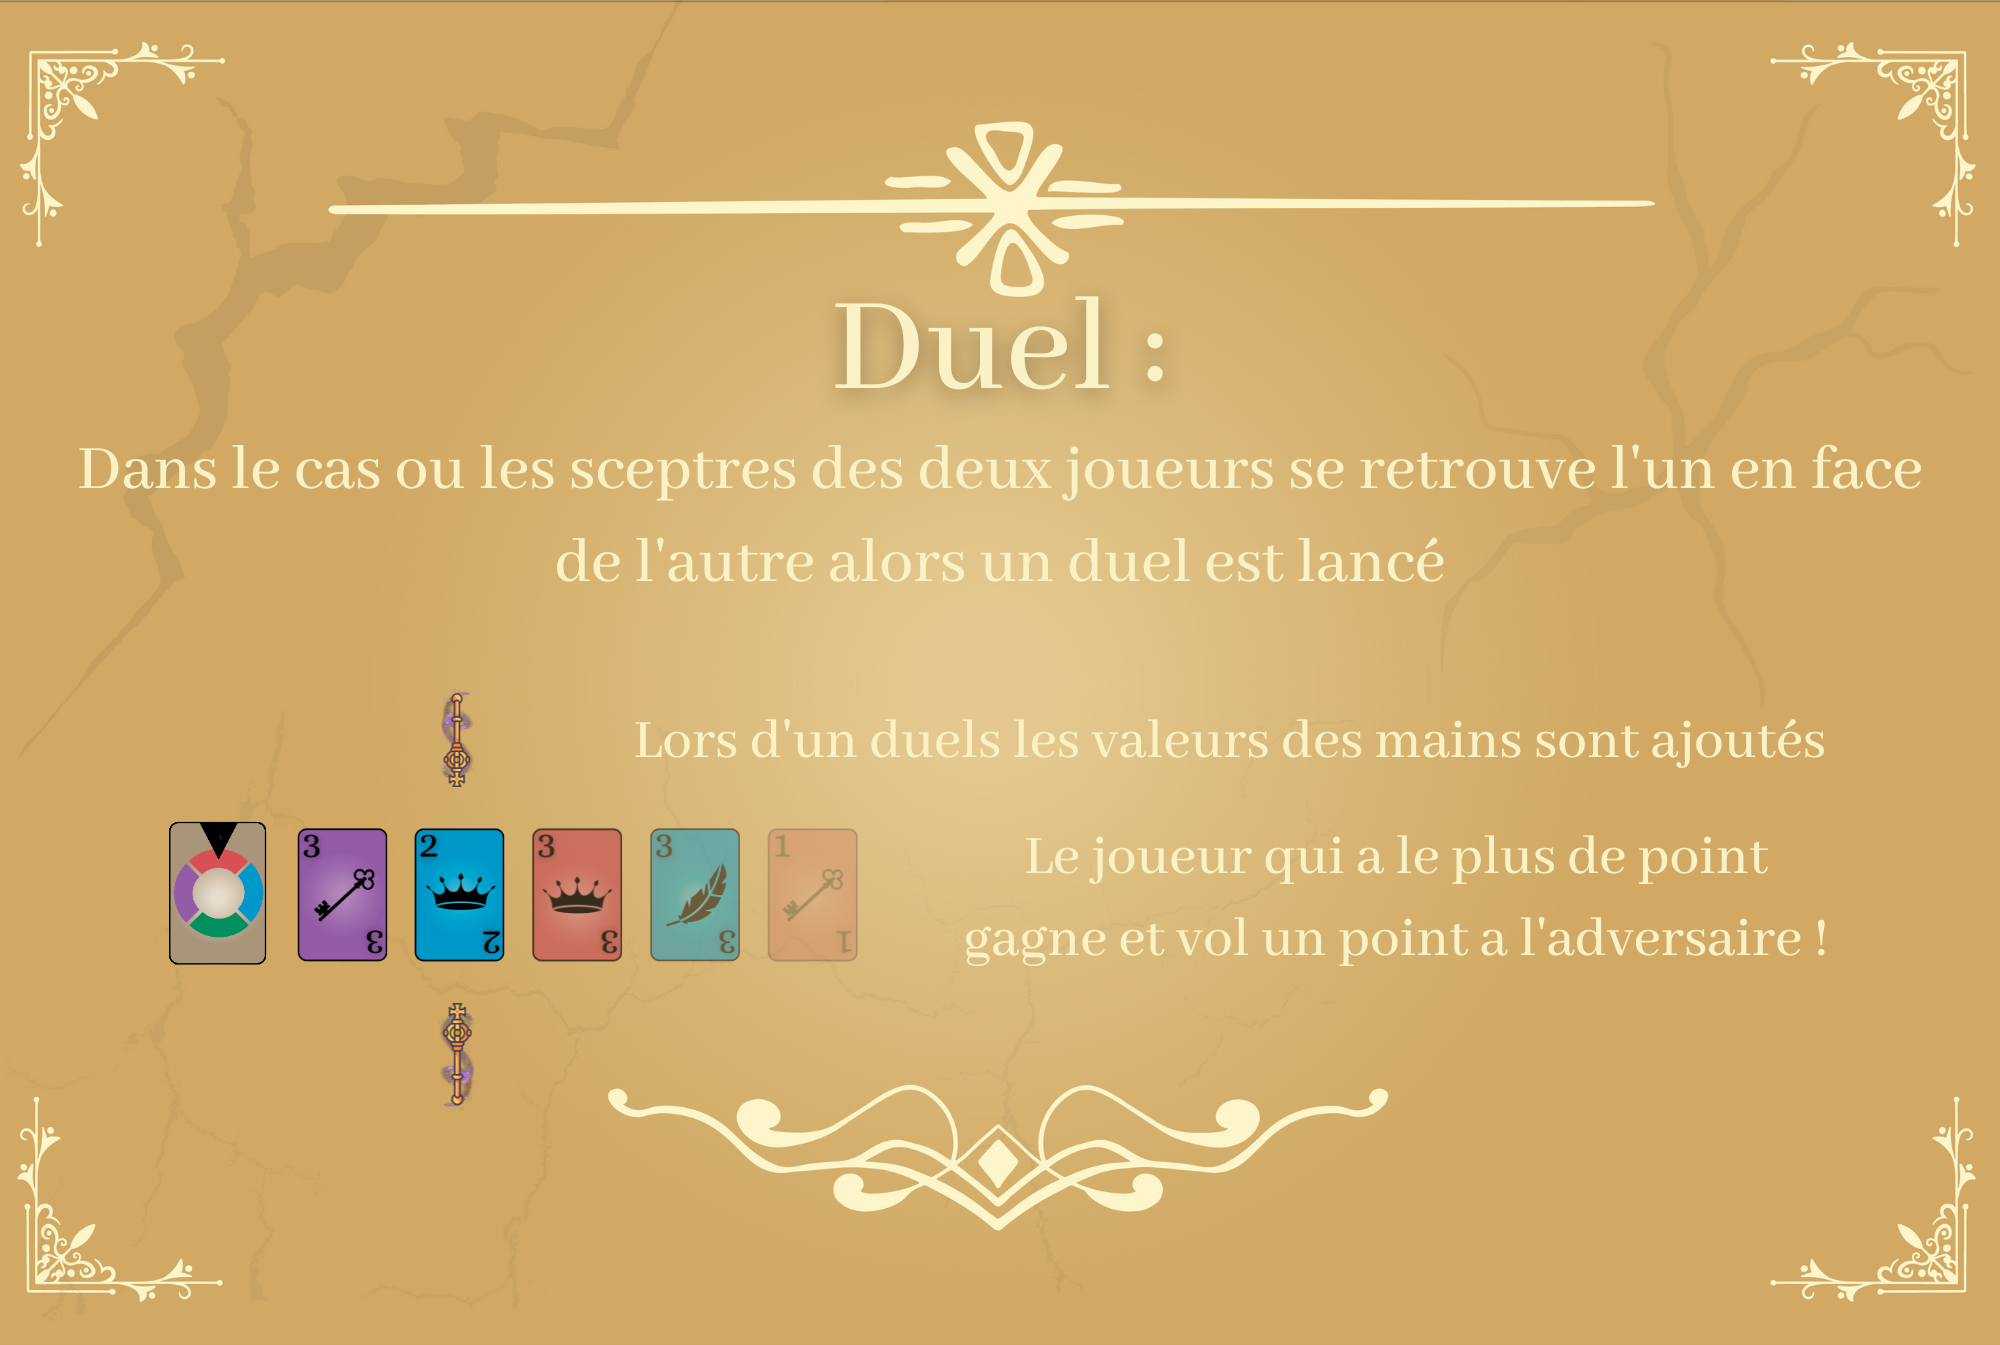 Duel :
Dans le cas ou les sceptres des deux joueurs se retrouve l'un en face
de l'autre alors un duel est lancé
Lors d'un duels les valeurs des mains sont ajoutés
3 2 3 3 1
3 2 3 3 1
Le joueur qui a le plus de point
gagne et vol un point a l'adversaire !